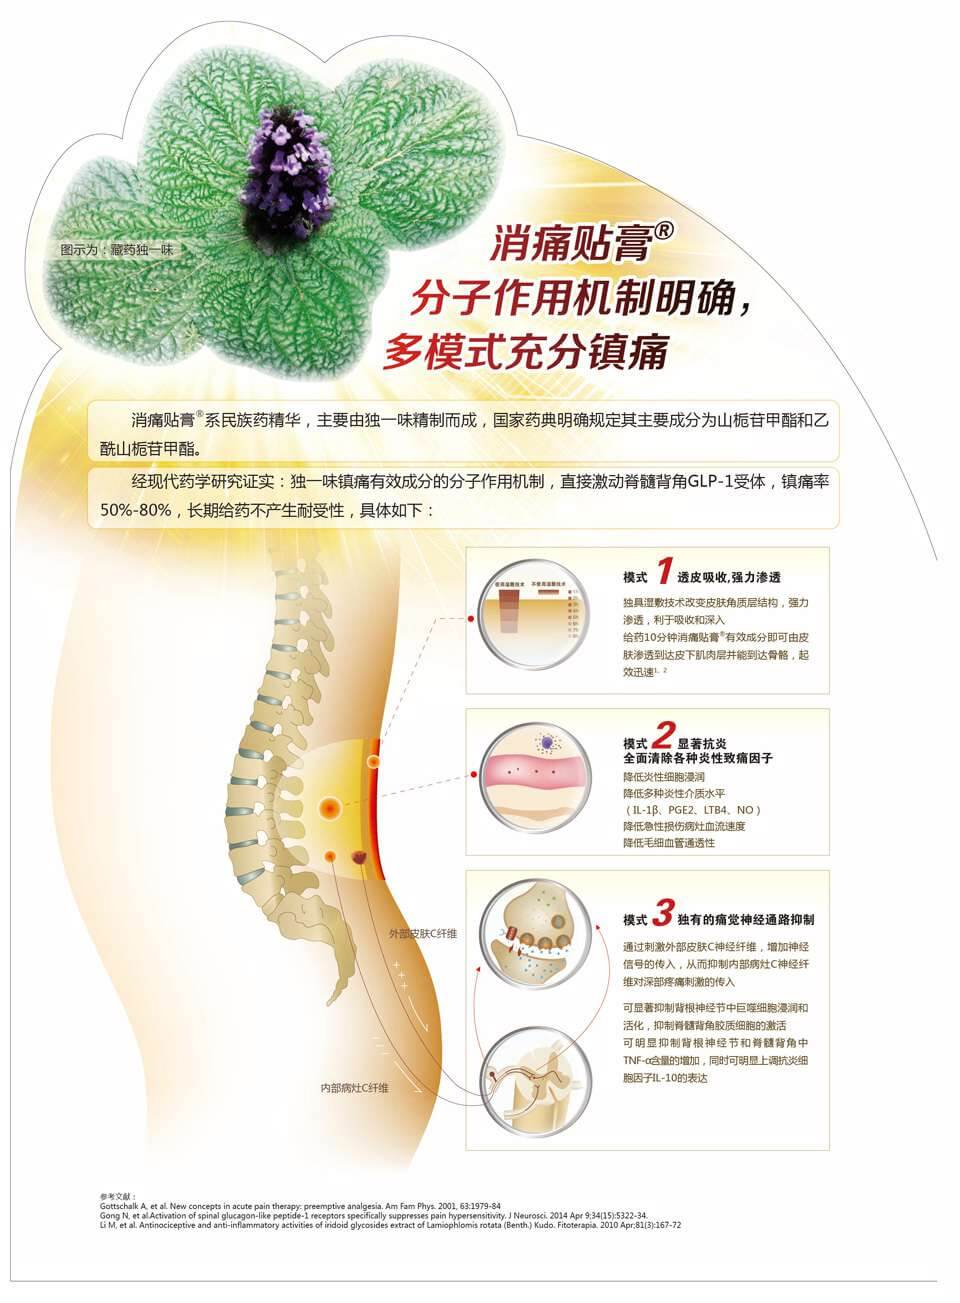 图示为：藏药独一味
消痛贴膏®
分子作用机制明确，
多模式充分镇痛
消痛贴膏®系民族药精华，主要由独一味精制而成，国家药典明确规定其主要成分为山栀苷甲酯和乙
酰山栀苷甲酯。
经现代药学研究证实：独一味镇痛有效成分的分子作用机制，直接激动脊髓背角GLP-1受体，镇痛率
50%-80%，长期给药不产生耐受性，具体如下：
使用湿敷技术 不使用湿敷技术
模式 1 透皮吸收,强力渗透
独具湿敷技术改变皮肤角质层结构，强力
渗透，利于吸收和深入
给药10分钟消痛贴膏®有效成分即可由皮
肤渗透到达皮下肌肉层并能到达骨骼，起
效迅速1、2
模式 2 显著抗炎
全面清除各种炎性致痛因子
降低炎性细胞浸润
降低多种炎性介质水平
（IL-1β、PGE2、LTB4、NO）
降低急性损伤病灶血流速度
降低毛细血管通透性
模式 3 独有的痛觉神经通路抑制
通过刺激外部皮肤C神经纤维，增加神经
信号的传入，从而抑制内部病灶C神经纤
维对深部疼痛刺激的传入
可显著抑制背根神经节中巨噬细胞浸润和
活化，抑制脊髓背角胶质细胞的激活
可明显抑制背根神经节和脊髓背角中
TNF-α含量的增加，同时可明显上调抗炎细
胞因子IL-10的表达
外部皮肤C纤维
+++
内部病灶C纤维
参考文献：
Gottschalk A, et al. New concepts in acute pain therapy: preemptive analgesia. Am Fam Phys. 2001, 63:1979-84
Gong N, et al.Activation of spinal glucagon-like peptide-1 receptors specifically suppresses pain hypersensitivity. J Neurosci. 2014 Apr 9;34(15):5322-34.
Li M, et al. Antinociceptive and anti-inflammatory activities of iridoid glycosides extract of Lamiophlomis rotata (Benth.) Kudo. Fitoterapia. 2010 Apr;81(3):167-72